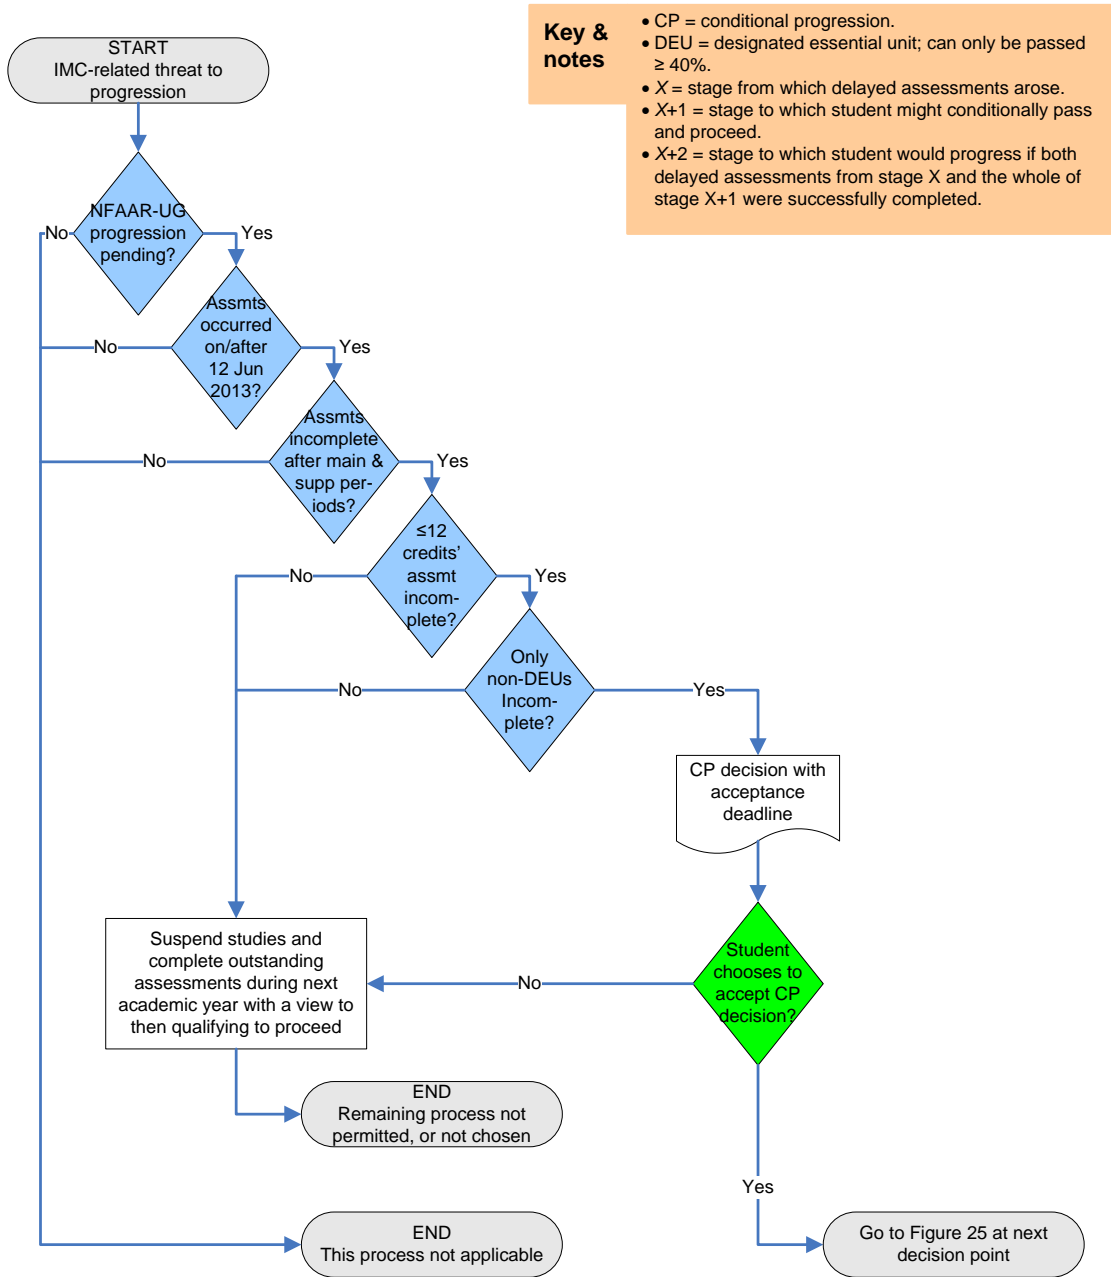 Key &
notes
• CP = conditional progression.
• DEU = designated essential unit; can only be passed
≥ 40%.
• X = stage from which delayed assessments arose.
• X+1 = stage to which student might conditionally pass
and proceed.
• X+2 = stage to which student would progress if both
delayed assessments from stage X and the whole of
stage X+1 were successfully completed.
START
IMC-related threat to
progression
NFAAR-UG
progression
pending?
No
Yes
Assmts
occurred
on/after
12 Jun
2013?
No
Yes
Assmts
incomplete
after main &
supp per-
iods?
No
Yes
≤12
credits’
assmt
incom-
plete?
No
Yes
Only
non-DEUs
Incom-
plete?
No
Yes
CP decision with
acceptance
deadline
Student
chooses to
accept CP
decision?
No
Suspend studies and
complete outstanding
assessments during next
academic year with a view to
then qualifying to proceed
END
Remaining process not
permitted, or not chosen
Yes
END
This process not applicable
Go to Figure 25 at next
decision point